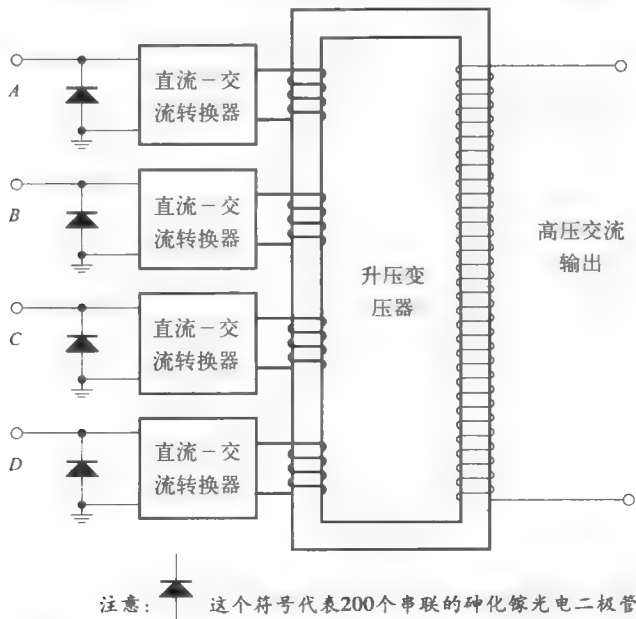 A
直流－交
流转换器
B
直流－交
流转换器
C
直流－交
流转换器
D
直流－交
流转换器
升压变
压器
高压交流
输出
注意： 这个符号代表200个串联的砷化镓光电二极管